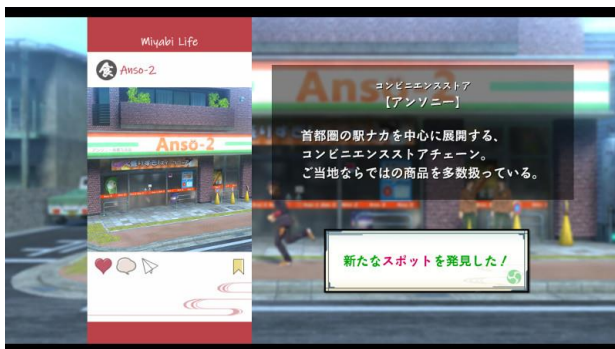 Miyabi Life
食 Anso-2
Anso-2
コンビニエンスストア
【アンソニー】
首都圏の駅ナカを中心に展開する、
コンビニエンスストアチェーン。
ご当地ならではの商品を多数扱っている。
新たなスポットを発見した！